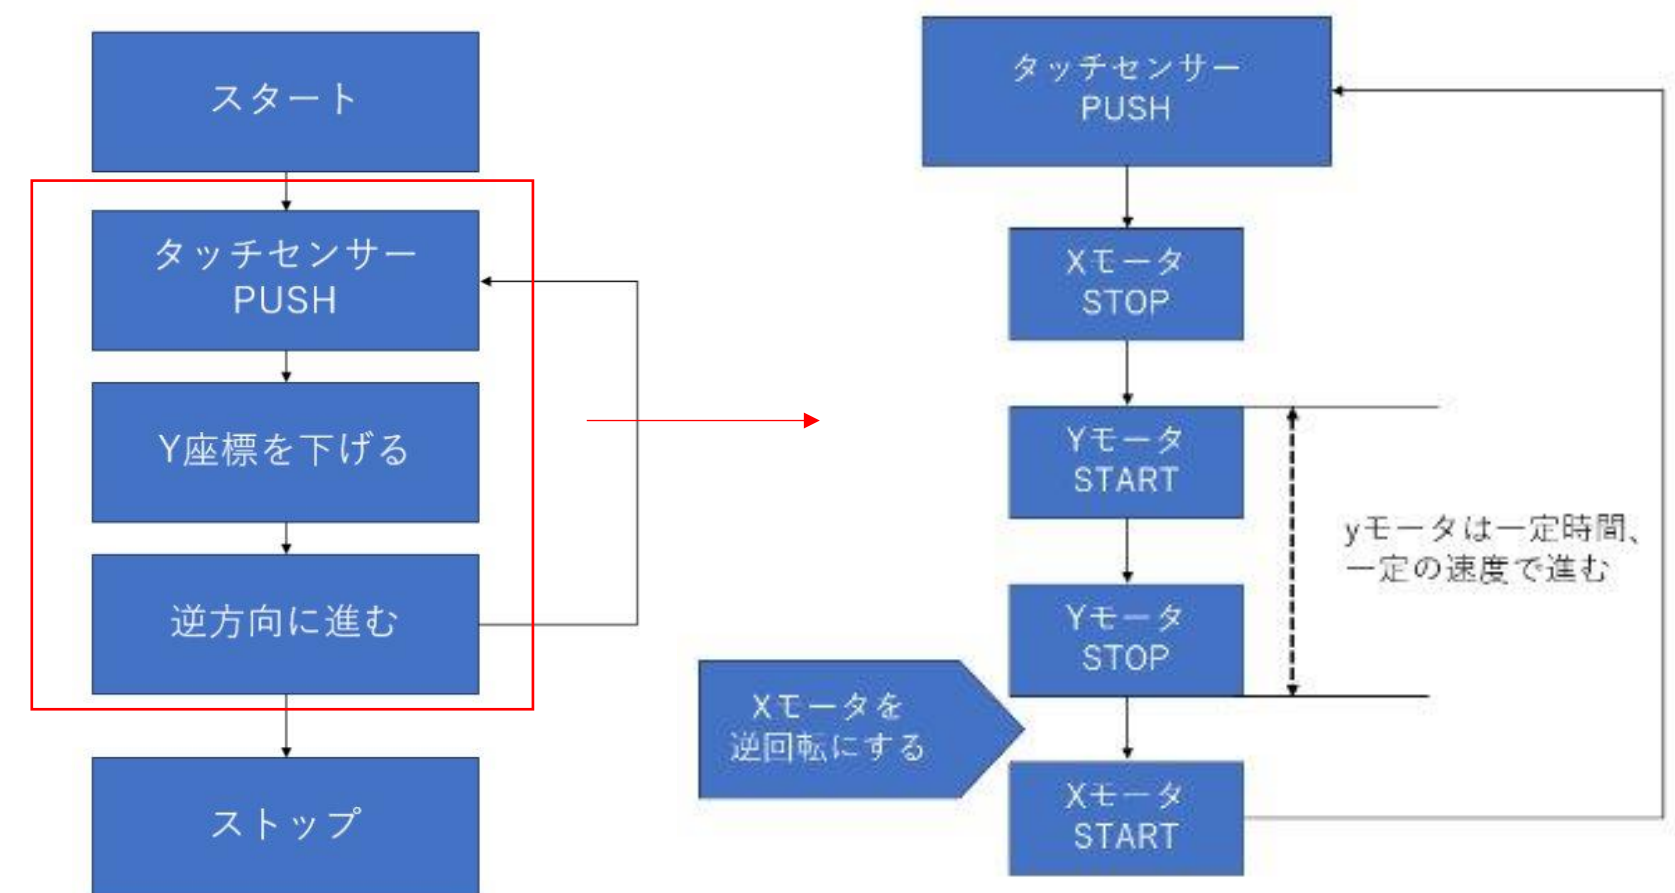 スタート
タッチセンサー
PUSH
Y座標を下げる
逆方向に進む
ストップ
タッチセンサー
PUSH
Xモータ
STOP
Yモータ
START
yモータは一定時間、
一定の速度で進む
Yモータ
STOP
Xモータを
逆回転にする
Xモータ
START